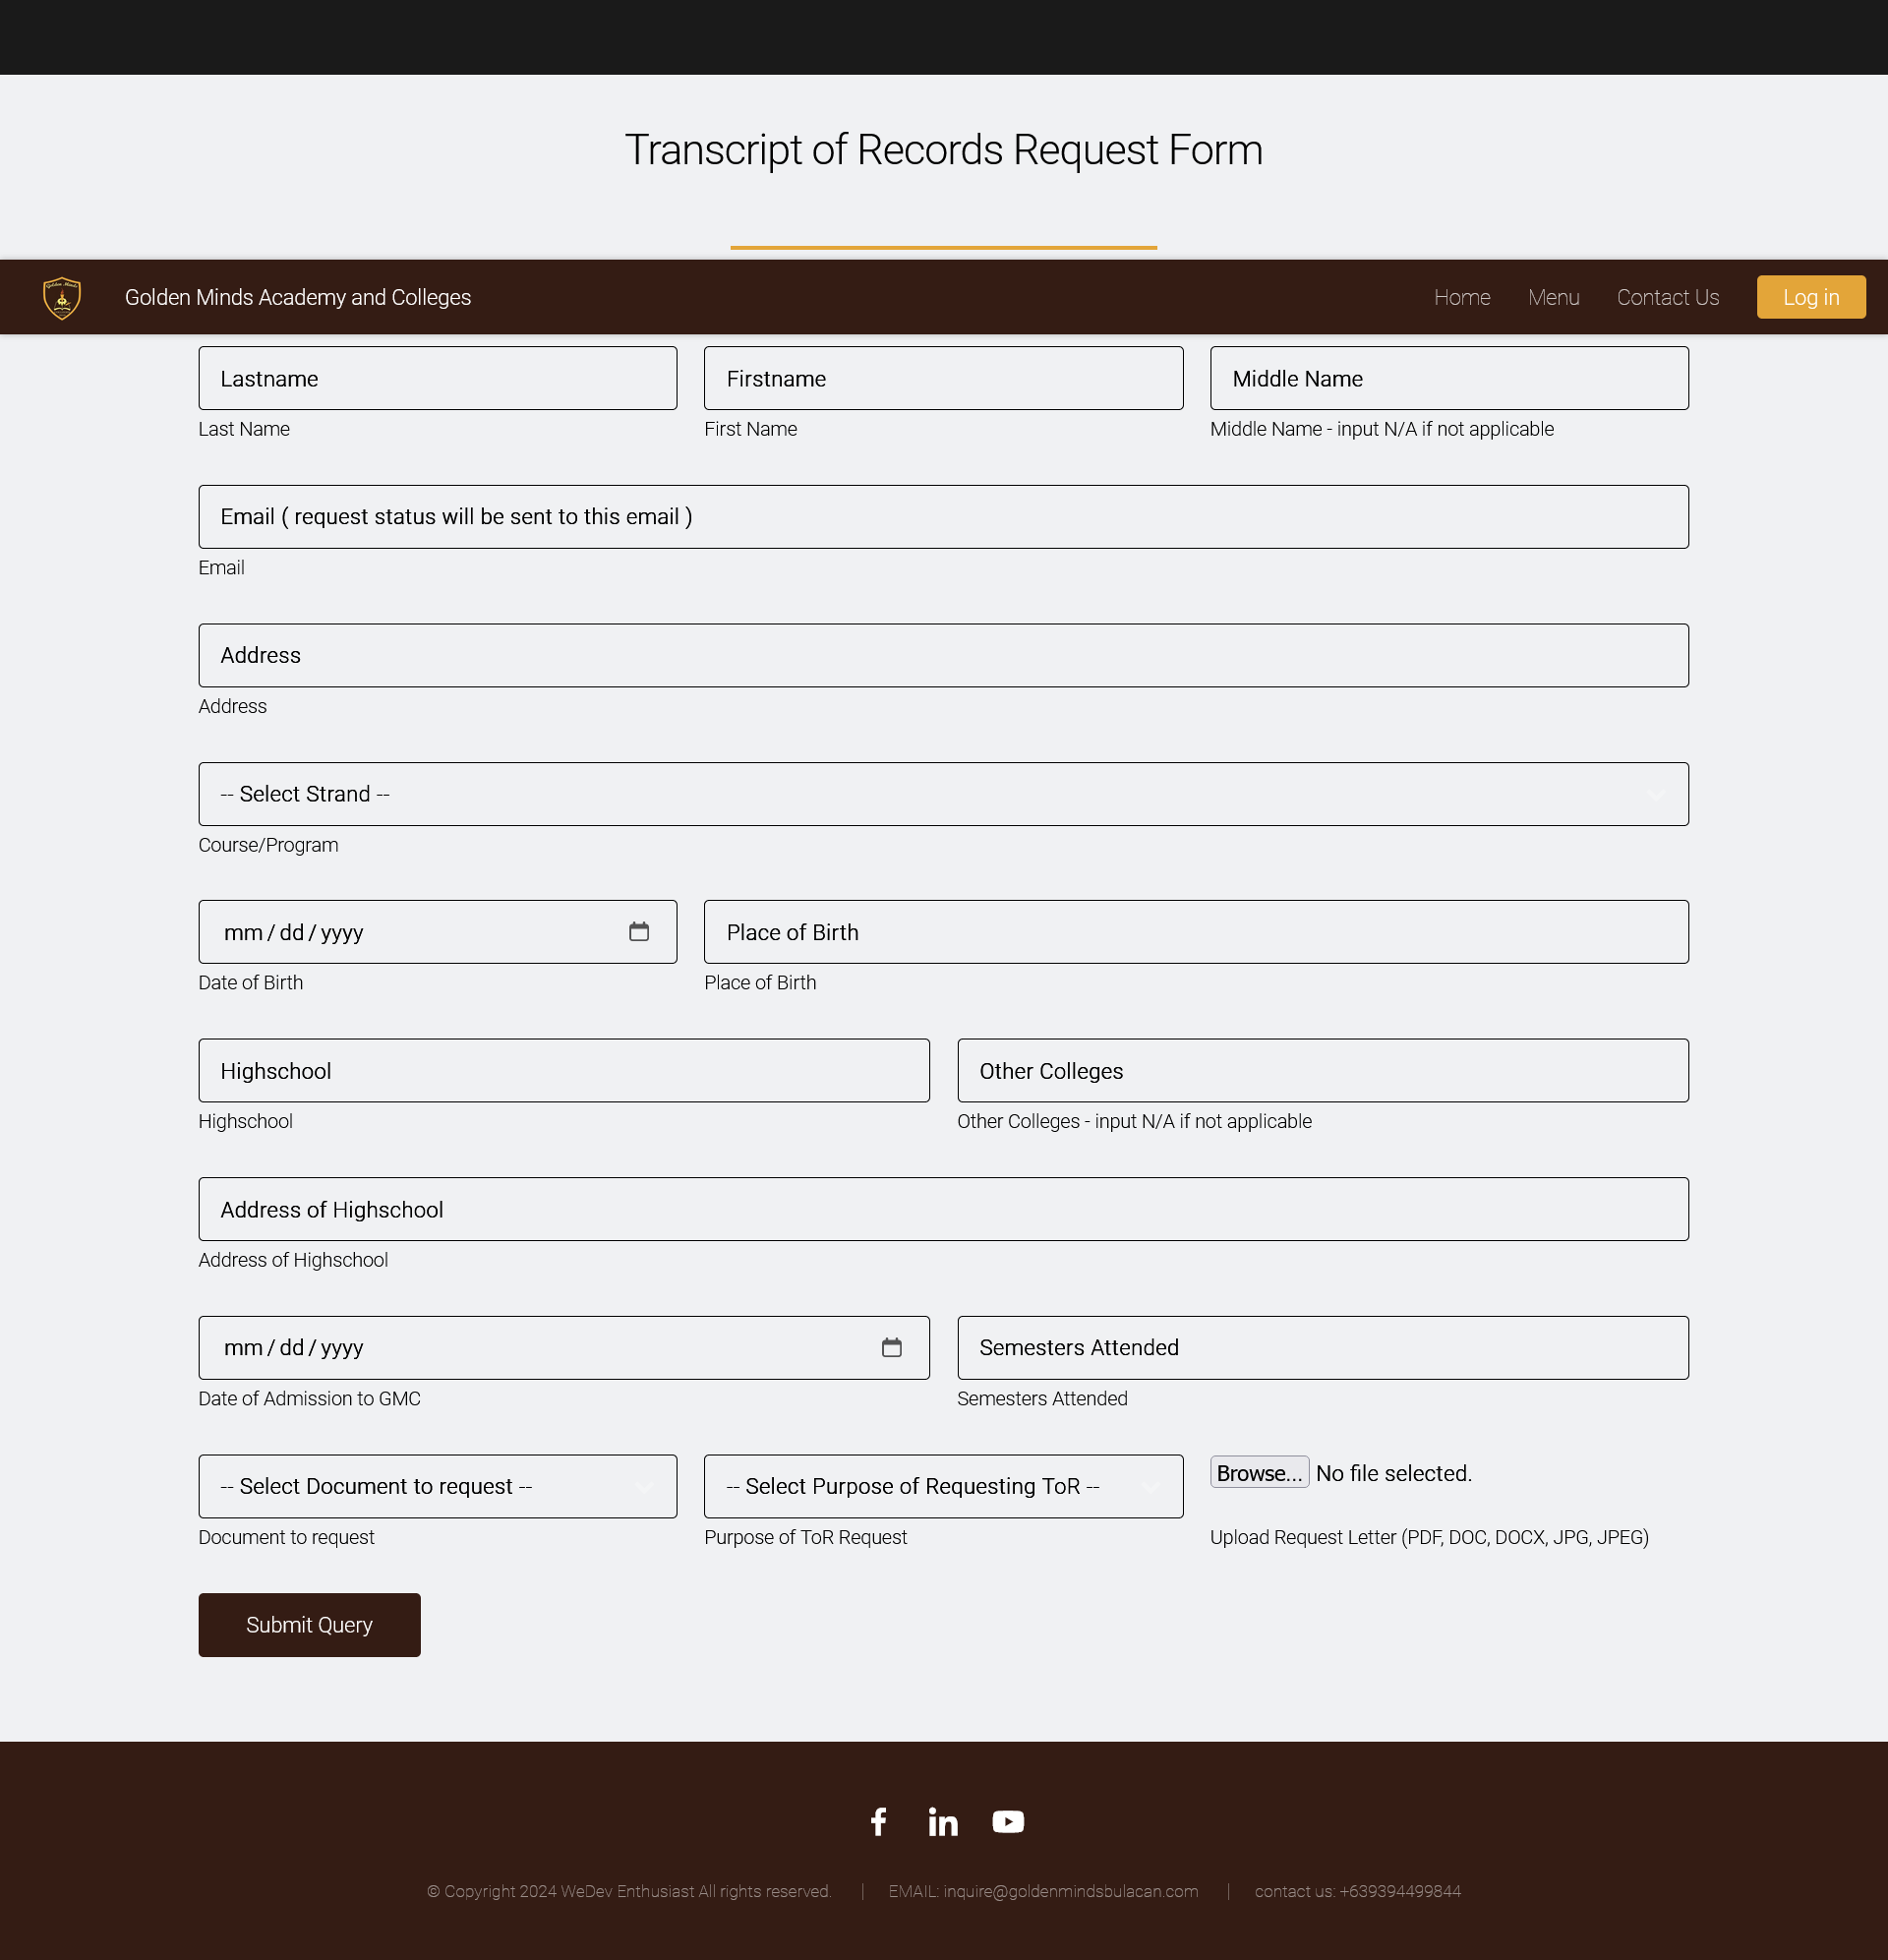 Transcript of Records Request Form
Golden Minds Academy and Colleges
Home Menu Contact Us Log in
Lastname Firstname Middle Name
Last Name First Name Middle Name - input N/A if not applicable
Email ( request status will be sent to this email )
Email
Address
Address
-- Select Strand --
Course/Program
mm / dd / yyyy Place of Birth
Date of Birth Place of Birth
Highschool Other Colleges
Highschool Other Colleges - input N/A if not applicable
Address of Highschool
Address of Highschool
mm / dd / yyyy Semesters Attended
Date of Admission to GMC Semesters Attended
-- Select Document to request -- -- Select Purpose of Requesting ToR -- Browse... No file selected.
Document to request Purpose of ToR Request Upload Request Letter (PDF, DOC, DOCX, JPG, JPEG)
Submit Query
© Copyright 2024 WeDev Enthusiast All rights reserved. | EMAIL: inquire@goldenmindsbulacan.com | contact us: +639394499844